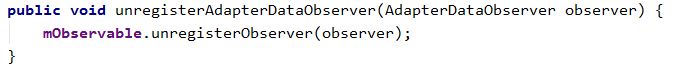 public void unregisterAdapterDataObserver(AdapterDataObserver observer) {
    mObservable.unregisterObserver(observer);
}